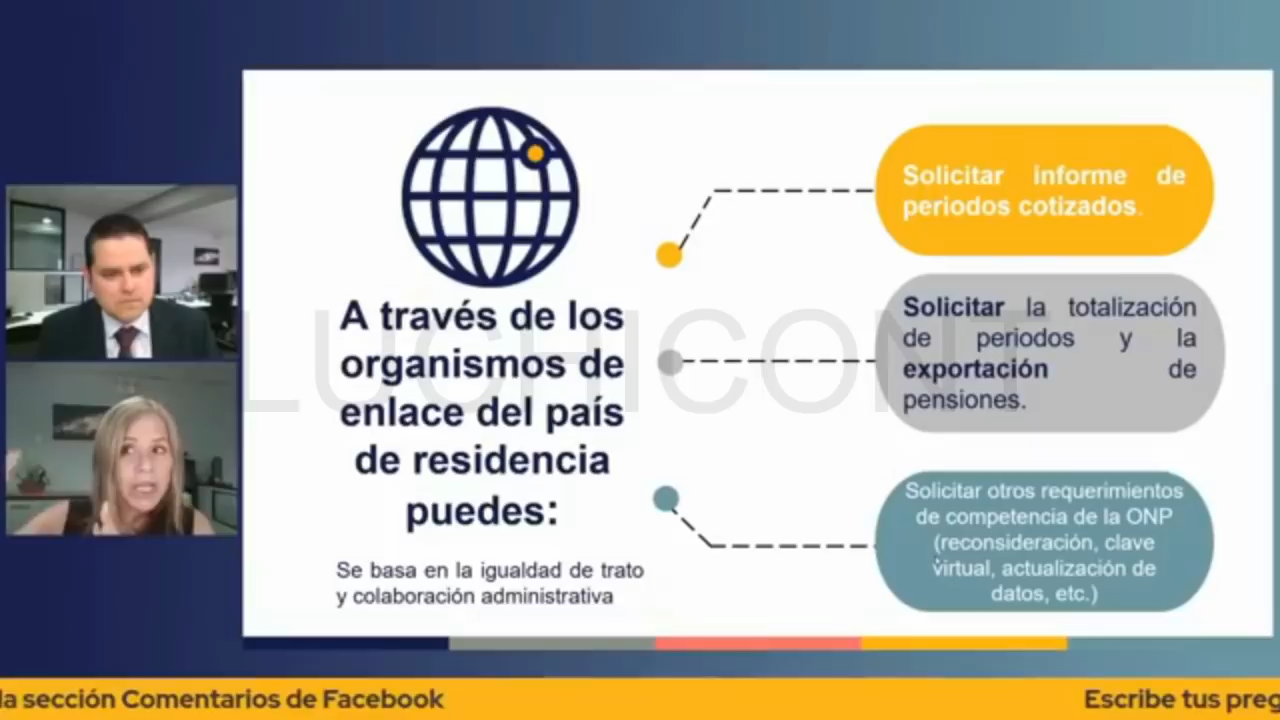 A través de los
organismos de
enlace del país
de residencia
puedes:
Se basa en la igualdad de trato
y colaboración administrativa
Solicitar informe de
periodos cotizados.
Solicitar la totalización
de periodos y la
exportación de
pensiones.
Solicitar otros requerimientos
de competencia de la ONP
(reconsideración, clave
virtual, actualización de
datos, etc.)
LUCHICONT
la sección Comentarios de Facebook
Escribe tus preg